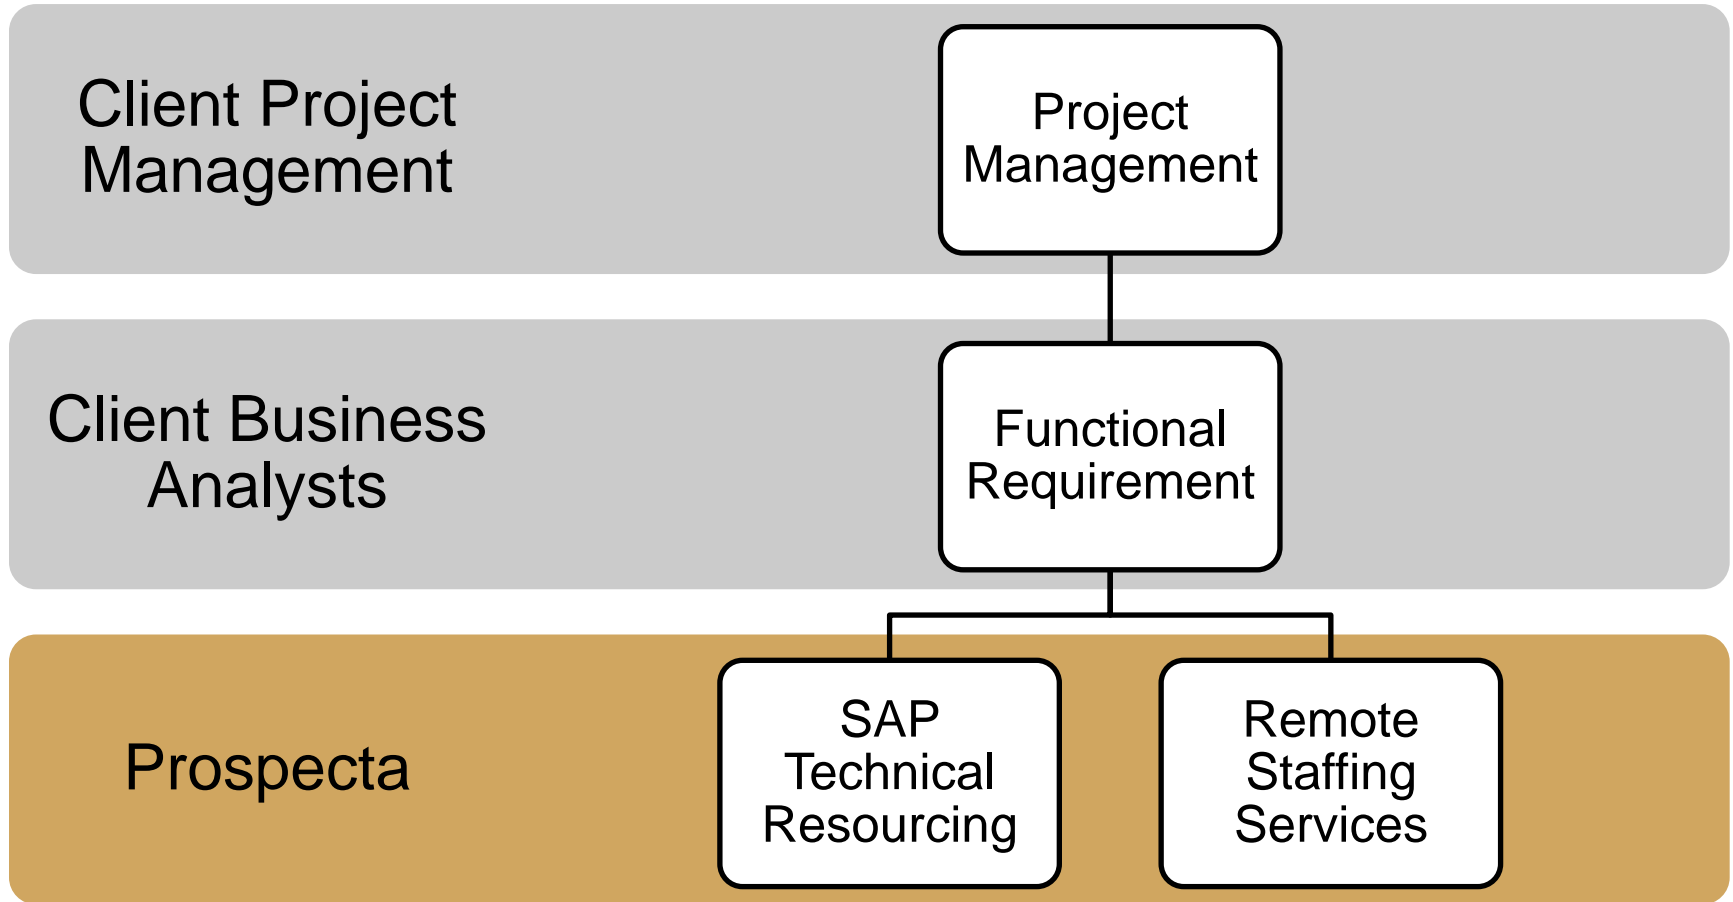 Client Project
Management
Project
Management
Client Business
Analysts
Functional
Requirement
Prospecta
SAP
Technical
Resourcing
Remote
Staffing
Services